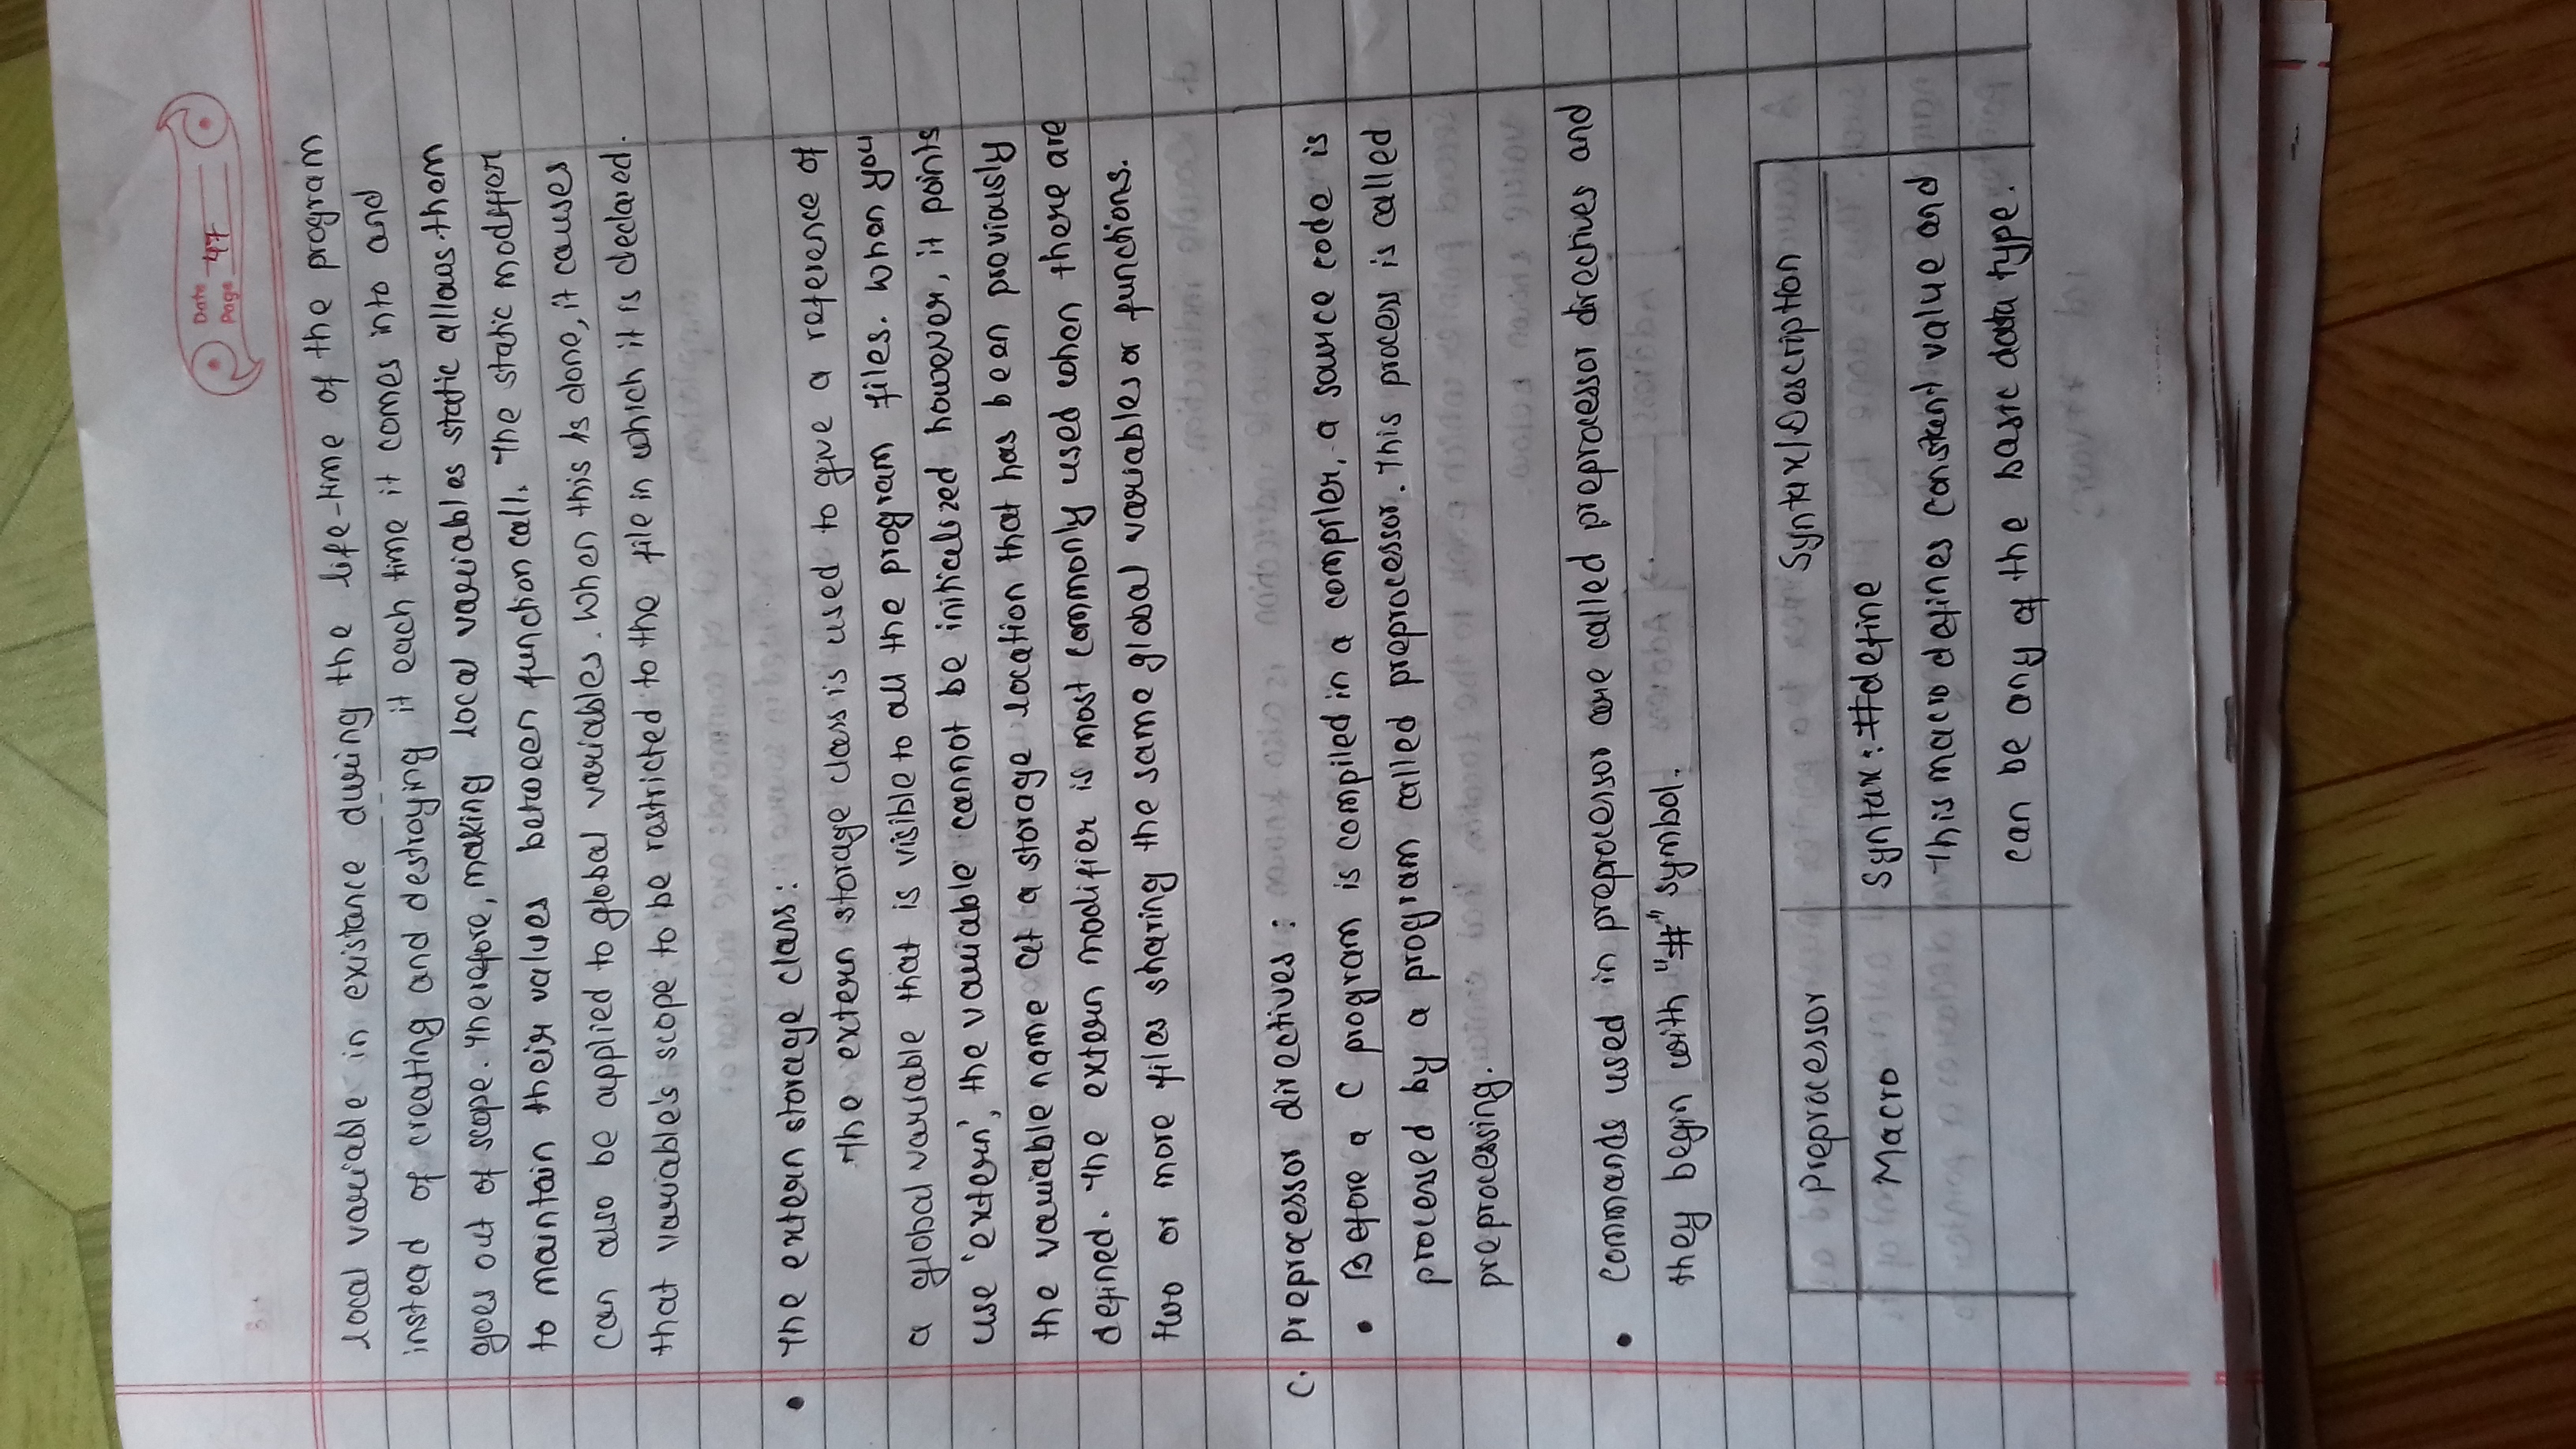 Date
Page 47
local variable in existance during the life-time of the program
instead of creating and destroying it each time it comes into and
goes out of scope. Therefore, making local variables static allows them
to maintain their values between function call. The static modifier
can also be applied to global variables. When this is done, it causes
that variable's scope to be restricted to the file in which it is declared.
• The extern storage class:
The extern storage class is used to give a reference of
a global variable that is visible to all the program files. When you
use 'extern', the variable cannot be initialized however, it points
the variable name at a storage location that has been previously
defined. The extern modifier is most commonly used when there are
two or more files sharing the same global variables or functions.
C. Preprocessor directives:
• Before a C program is compiled in a compiler, a source code is
processed by a program called preprocessor. This process is called
preprocessing.
• Commands used in preprocessor are called preprocessor directives and
they begin with "#" symbol.
Preprocessor Syntax/Description
Macro Syntax: #define
This macro defines constant value and
can be any of the basic data type.